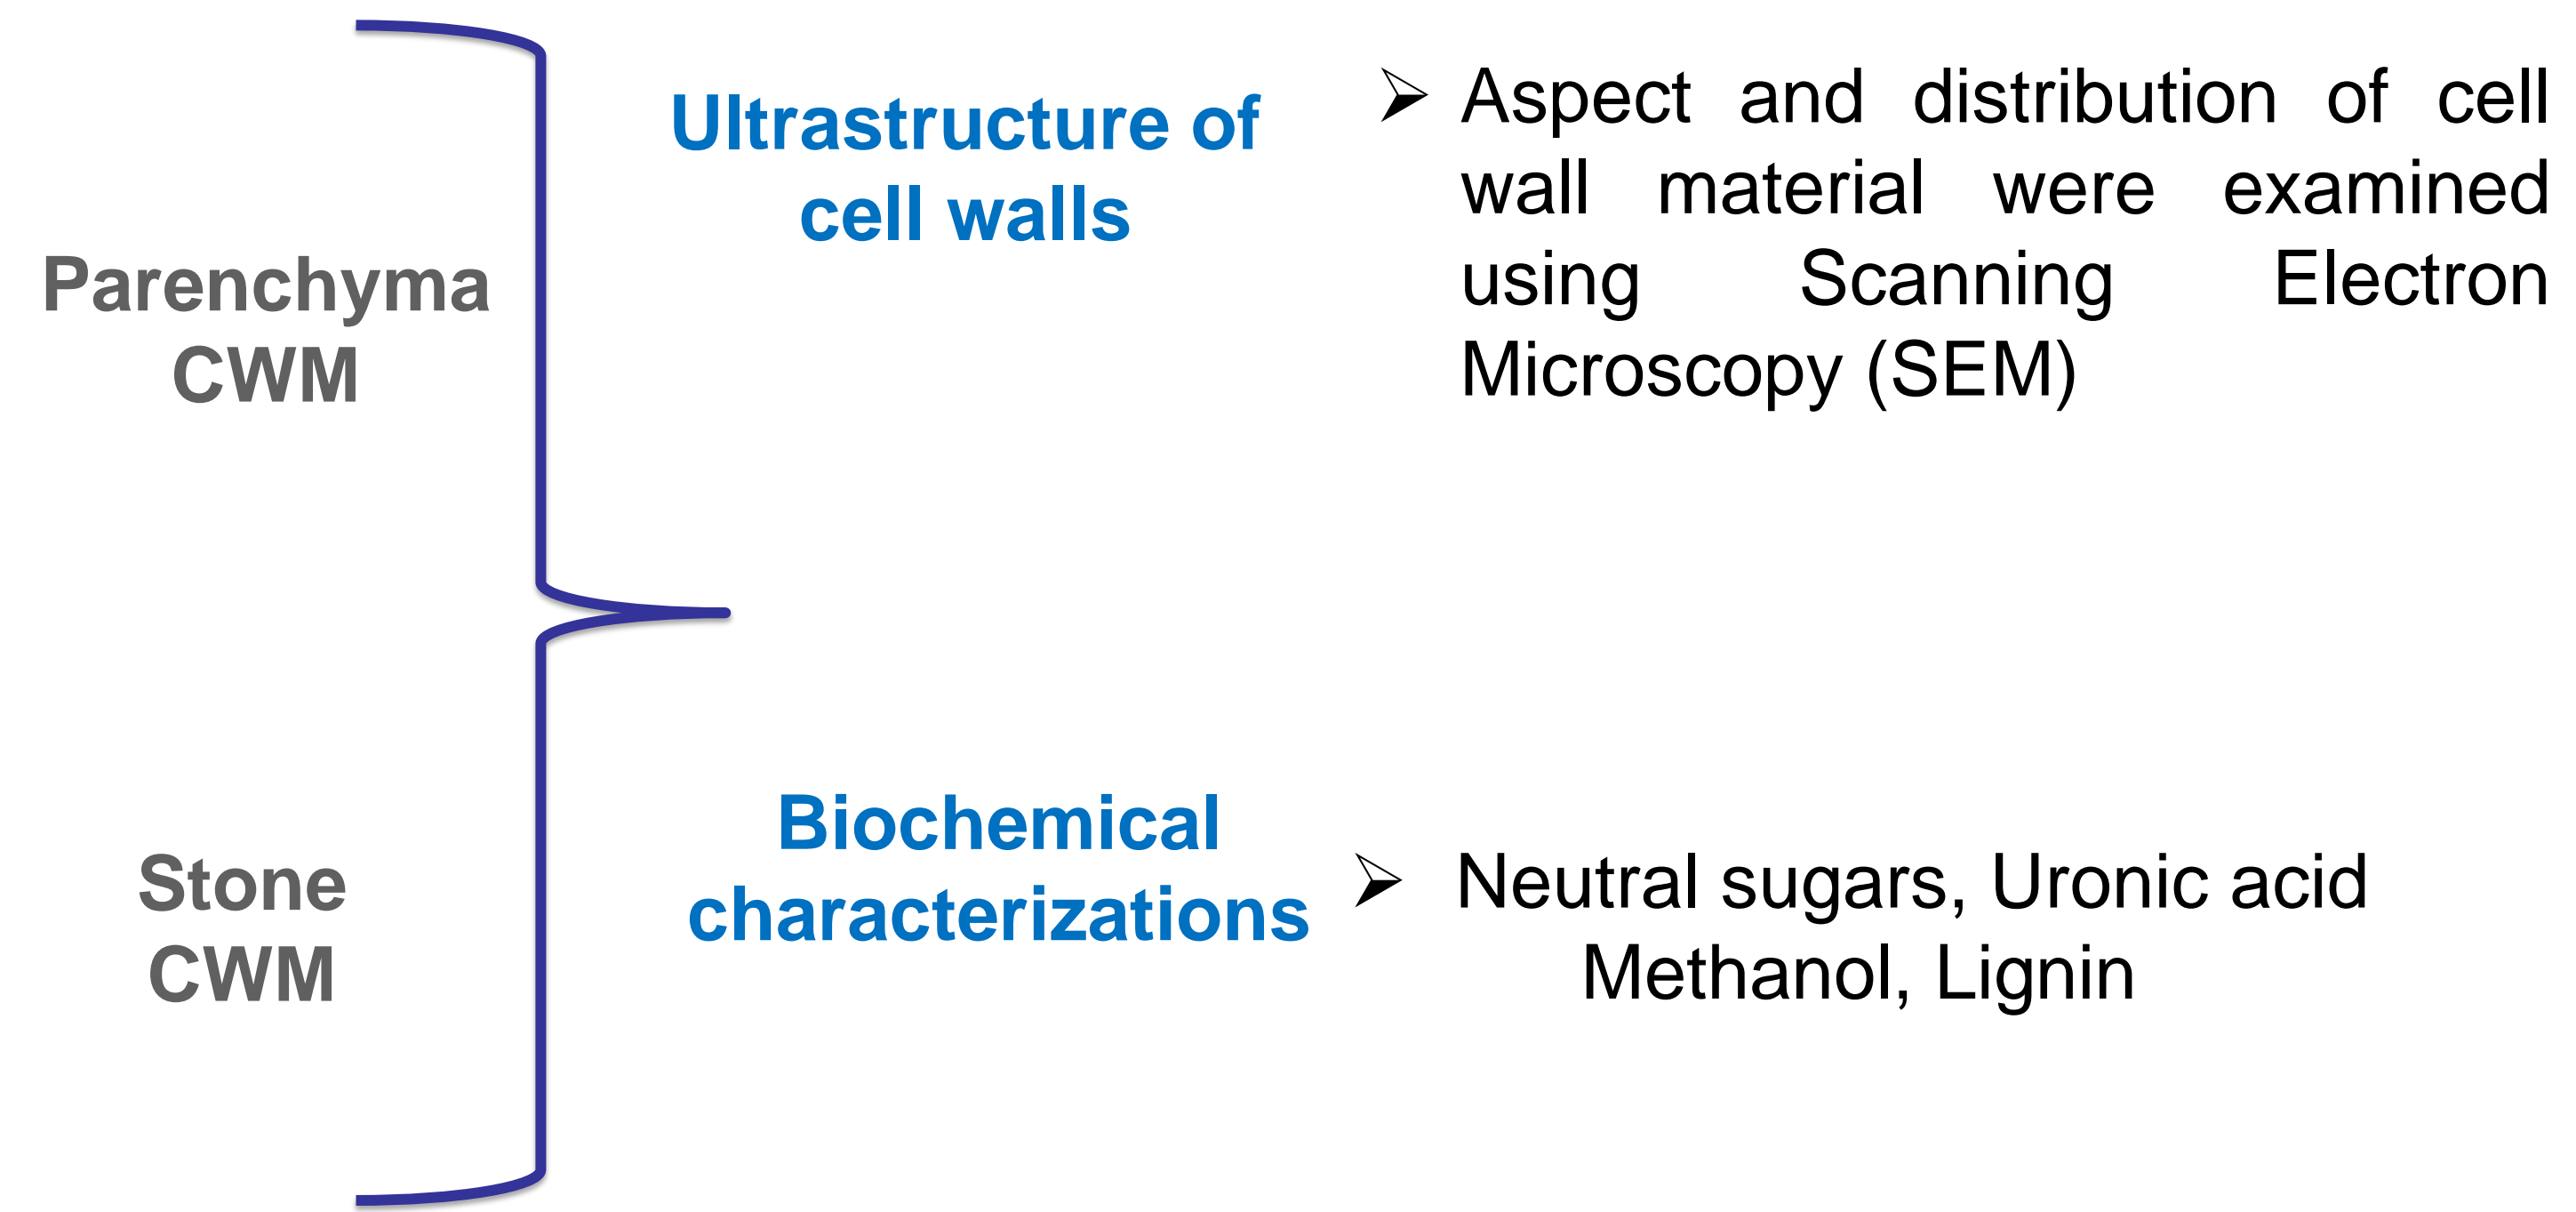 Parenchyma
CWM
Stone
CWM
Ultrastructure of
cell walls
➢ Aspect and distribution of cell
wall material were examined
using Scanning Electron
Microscopy (SEM)
Biochemical
characterizations
➢ Neutral sugars, Uronic acid
Methanol, Lignin